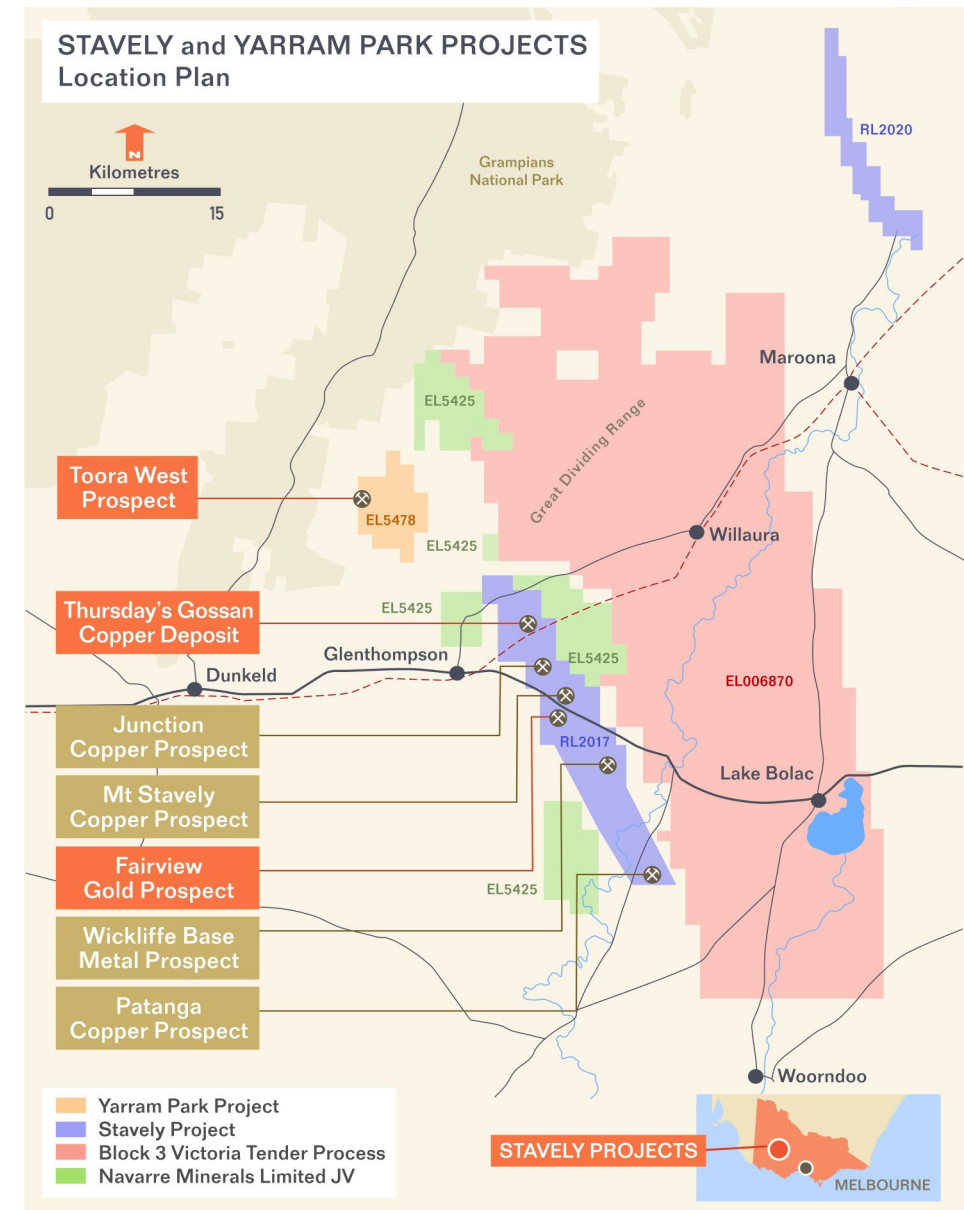 STAVELY and YARRAM PARK PROJECTS
Location Plan
N
Kilometres
0 15
Grampians
National Park
RL2020
Maroona
EL5425
Great Dividing Range
Toora West
Prospect
EL5478
Willaura
EL5425
EL5425
Thursday's Gossan
Copper Deposit
Glenthompson
EL5425
Dunkeld
EL006870
Junction
Copper Prospect
RL2017
Lake Bolac
Mt Stavely
Copper Prospect
Fairview
Gold Prospect
EL5425
Wickliffe Base
Metal Prospect
Patanga
Copper Prospect
Woorndoo
Yarram Park Project
Stavely Project
Block 3 Victoria Tender Process
Navarre Minerals Limited JV
STAVELY PROJECTS
MELBOURNE